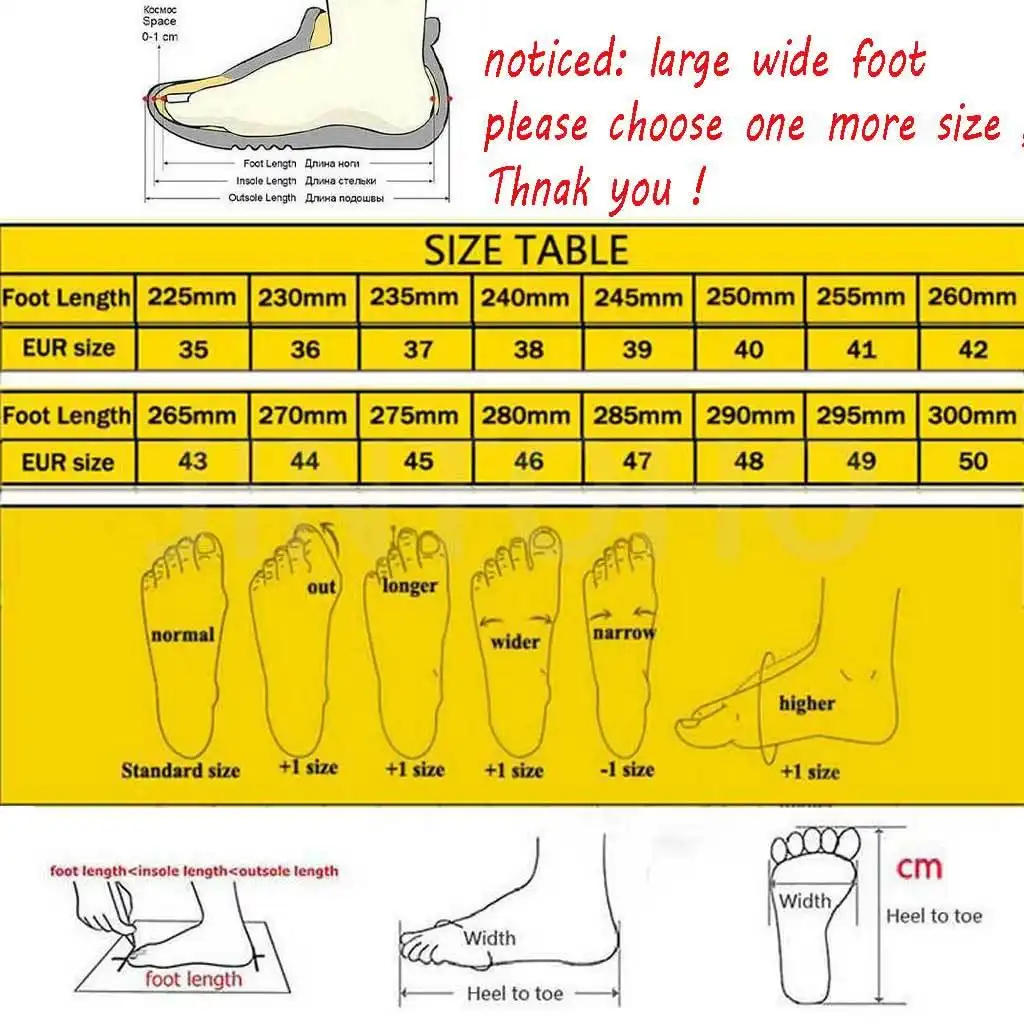 Космос
Space
0-1 cm
noticed: large wide foot
please choose one more size ,
Thnak you !
Foot Length Длина ноги
Insole Length Длина стельки
Outsole Length Длина подошвы
SIZE TABLE
Foot Length 225mm 230mm 235mm 240mm 245mm 250mm 255mm 260mm
EUR size 35 36 37 38 39 40 41 42
Foot Length 265mm 270mm 275mm 280mm 285mm 290mm 295mm 300mm
EUR size 43 44 45 46 47 48 49 50
out longer
normal wider narrow
higher
Standard size +1 size +1 size +1 size -1 size +1 size
foot length<insole length<outsole length
cm
Width
Heel to toe
Width
foot length
Heel to toe